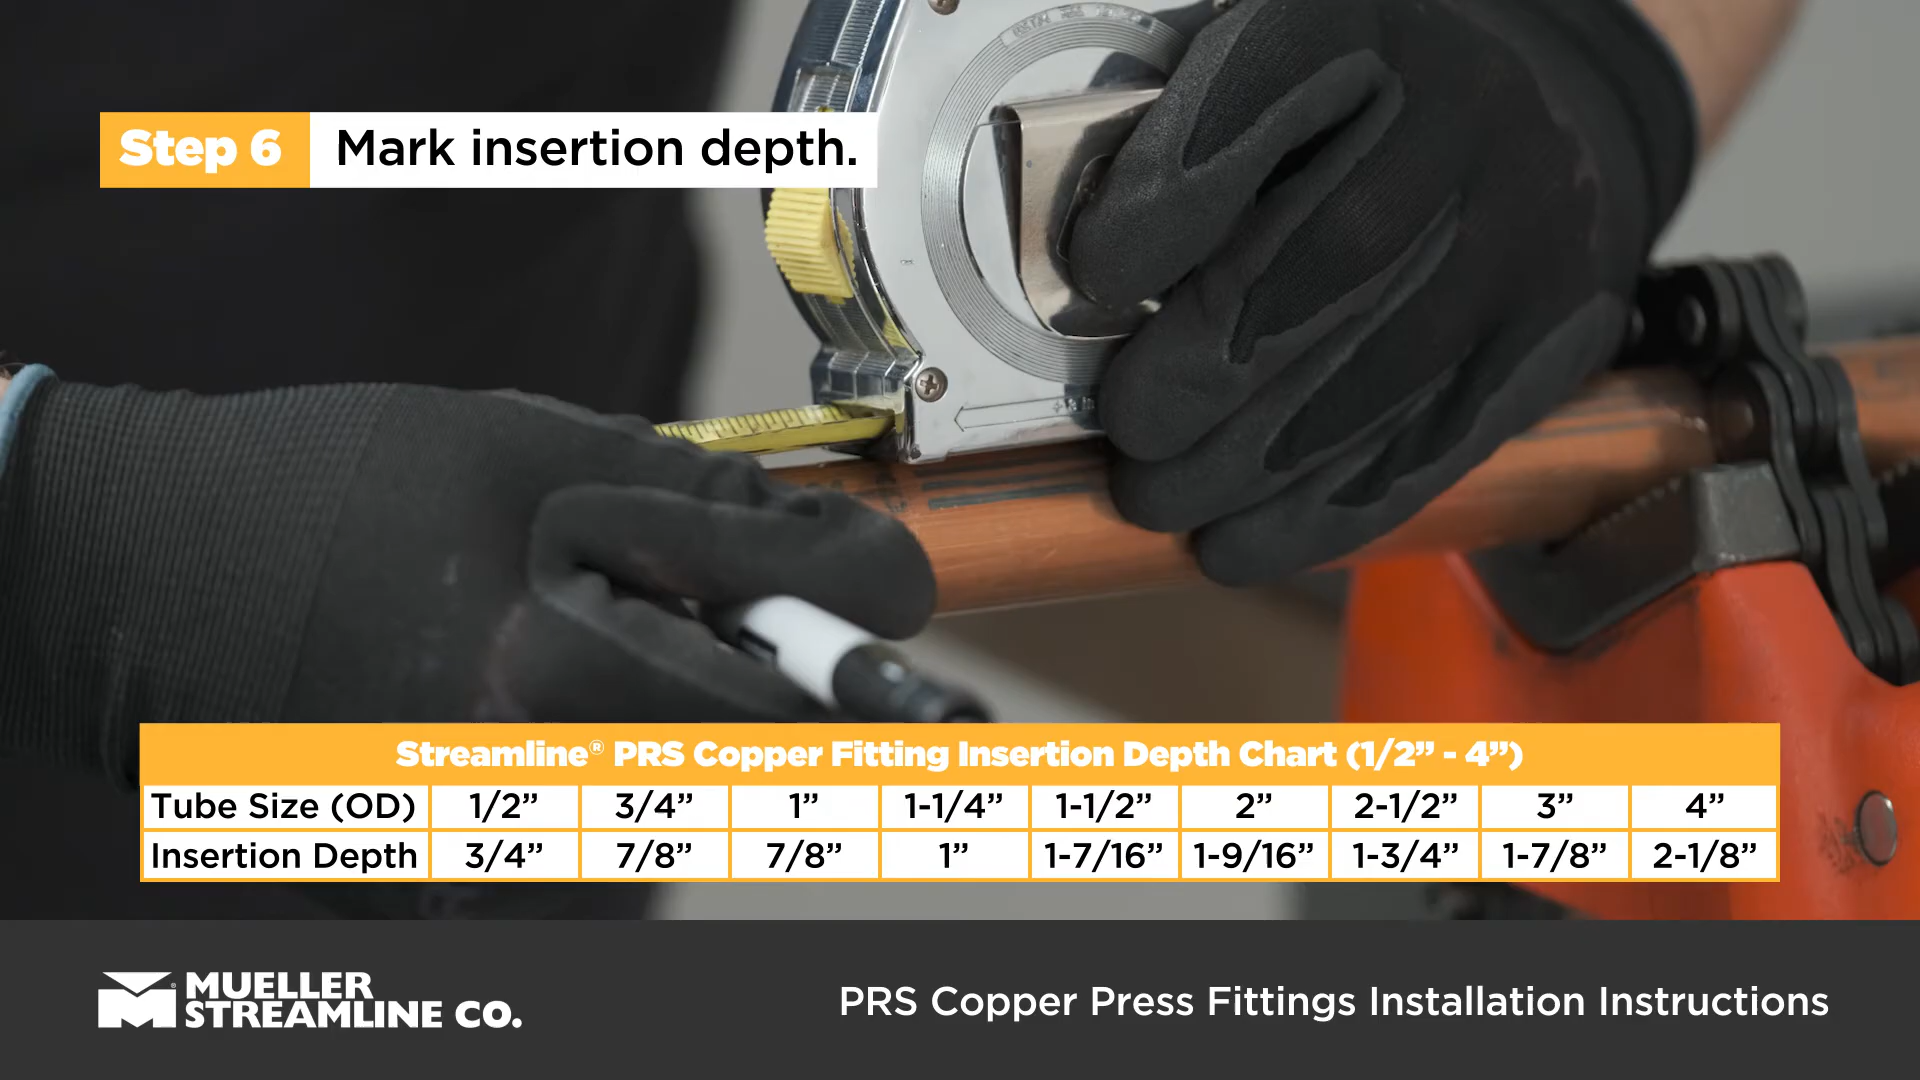 Step 6 Mark insertion depth.
Streamline® PRS Copper Fitting Insertion Depth Chart (1/2” - 4”)
Tube Size (OD) 1/2” 3/4” 1” 1-1/4” 1-1/2” 2” 2-1/2” 3” 4”
Insertion Depth 3/4” 7/8” 7/8” 1” 1-7/16” 1-9/16” 1-3/4” 1-7/8” 2-1/8”
MUELLER
STREAMLINE CO.
PRS Copper Press Fittings Installation Instructions